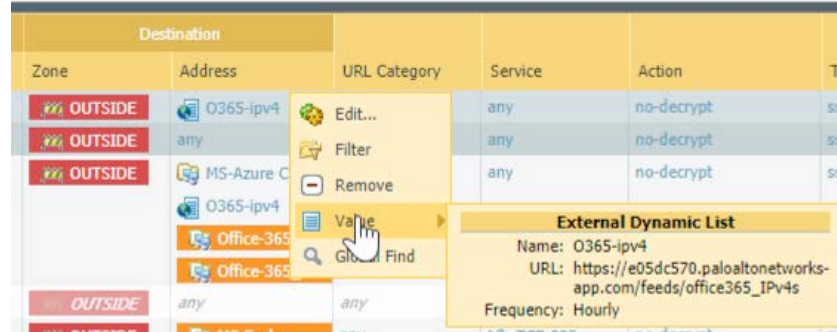 Destination
Zone Address URL Category Service Action
OUTSIDE O365-ipv4 any no-decrypt
OUTSIDE any any no-decrypt
OUTSIDE MS-Azure C any no-decrypt
O365-ipv4
Office-365
Office-365
OUTSIDE any any
OUTSIDE
Edit...
Filter
Remove
Value
Global Find
External Dynamic List
Name: O365-ipv4
URL: https://e05dc570.paloaltonetworks-
app.com/feeds/office365_IPv4s
Frequency: Hourly